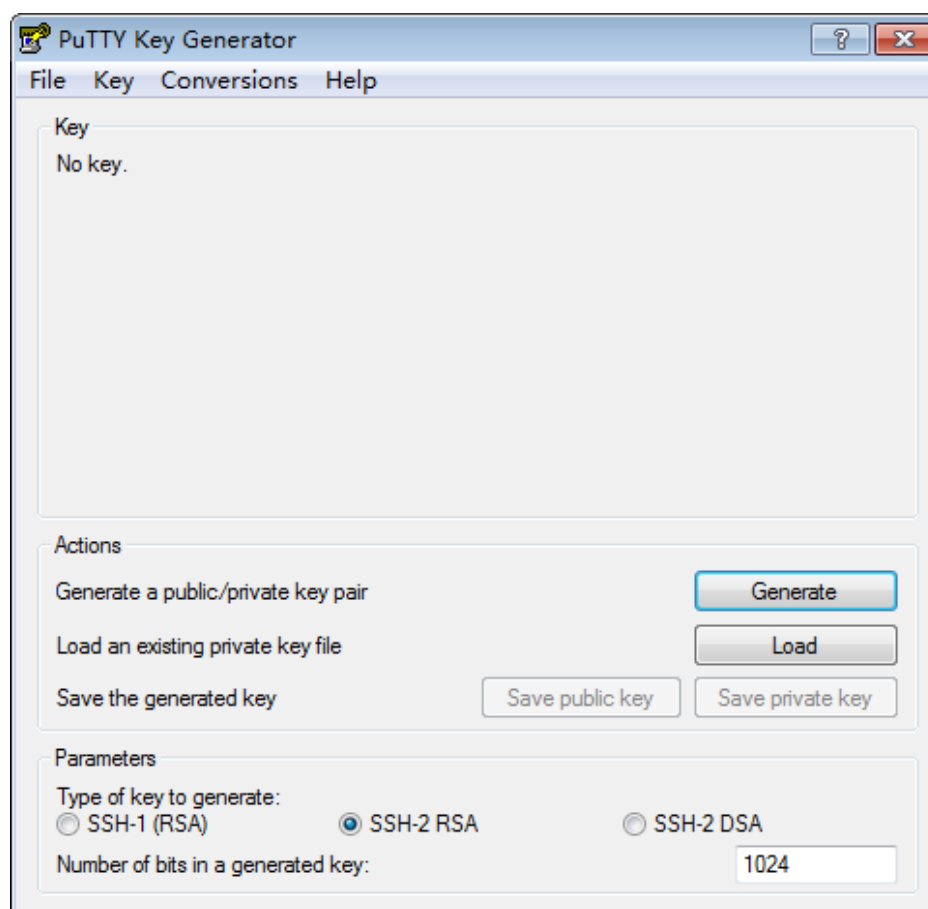 PuTTY Key Generator
File Key Conversions Help
Key
No key.
Actions
Generate a public/private key pair Generate
Load an existing private key file Load
Save the generated key Save public key Save private key
Parameters
Type of key to generate:
SSH-1 (RSA) SSH-2 RSA SSH-2 DSA
Number of bits in a generated key: 1024